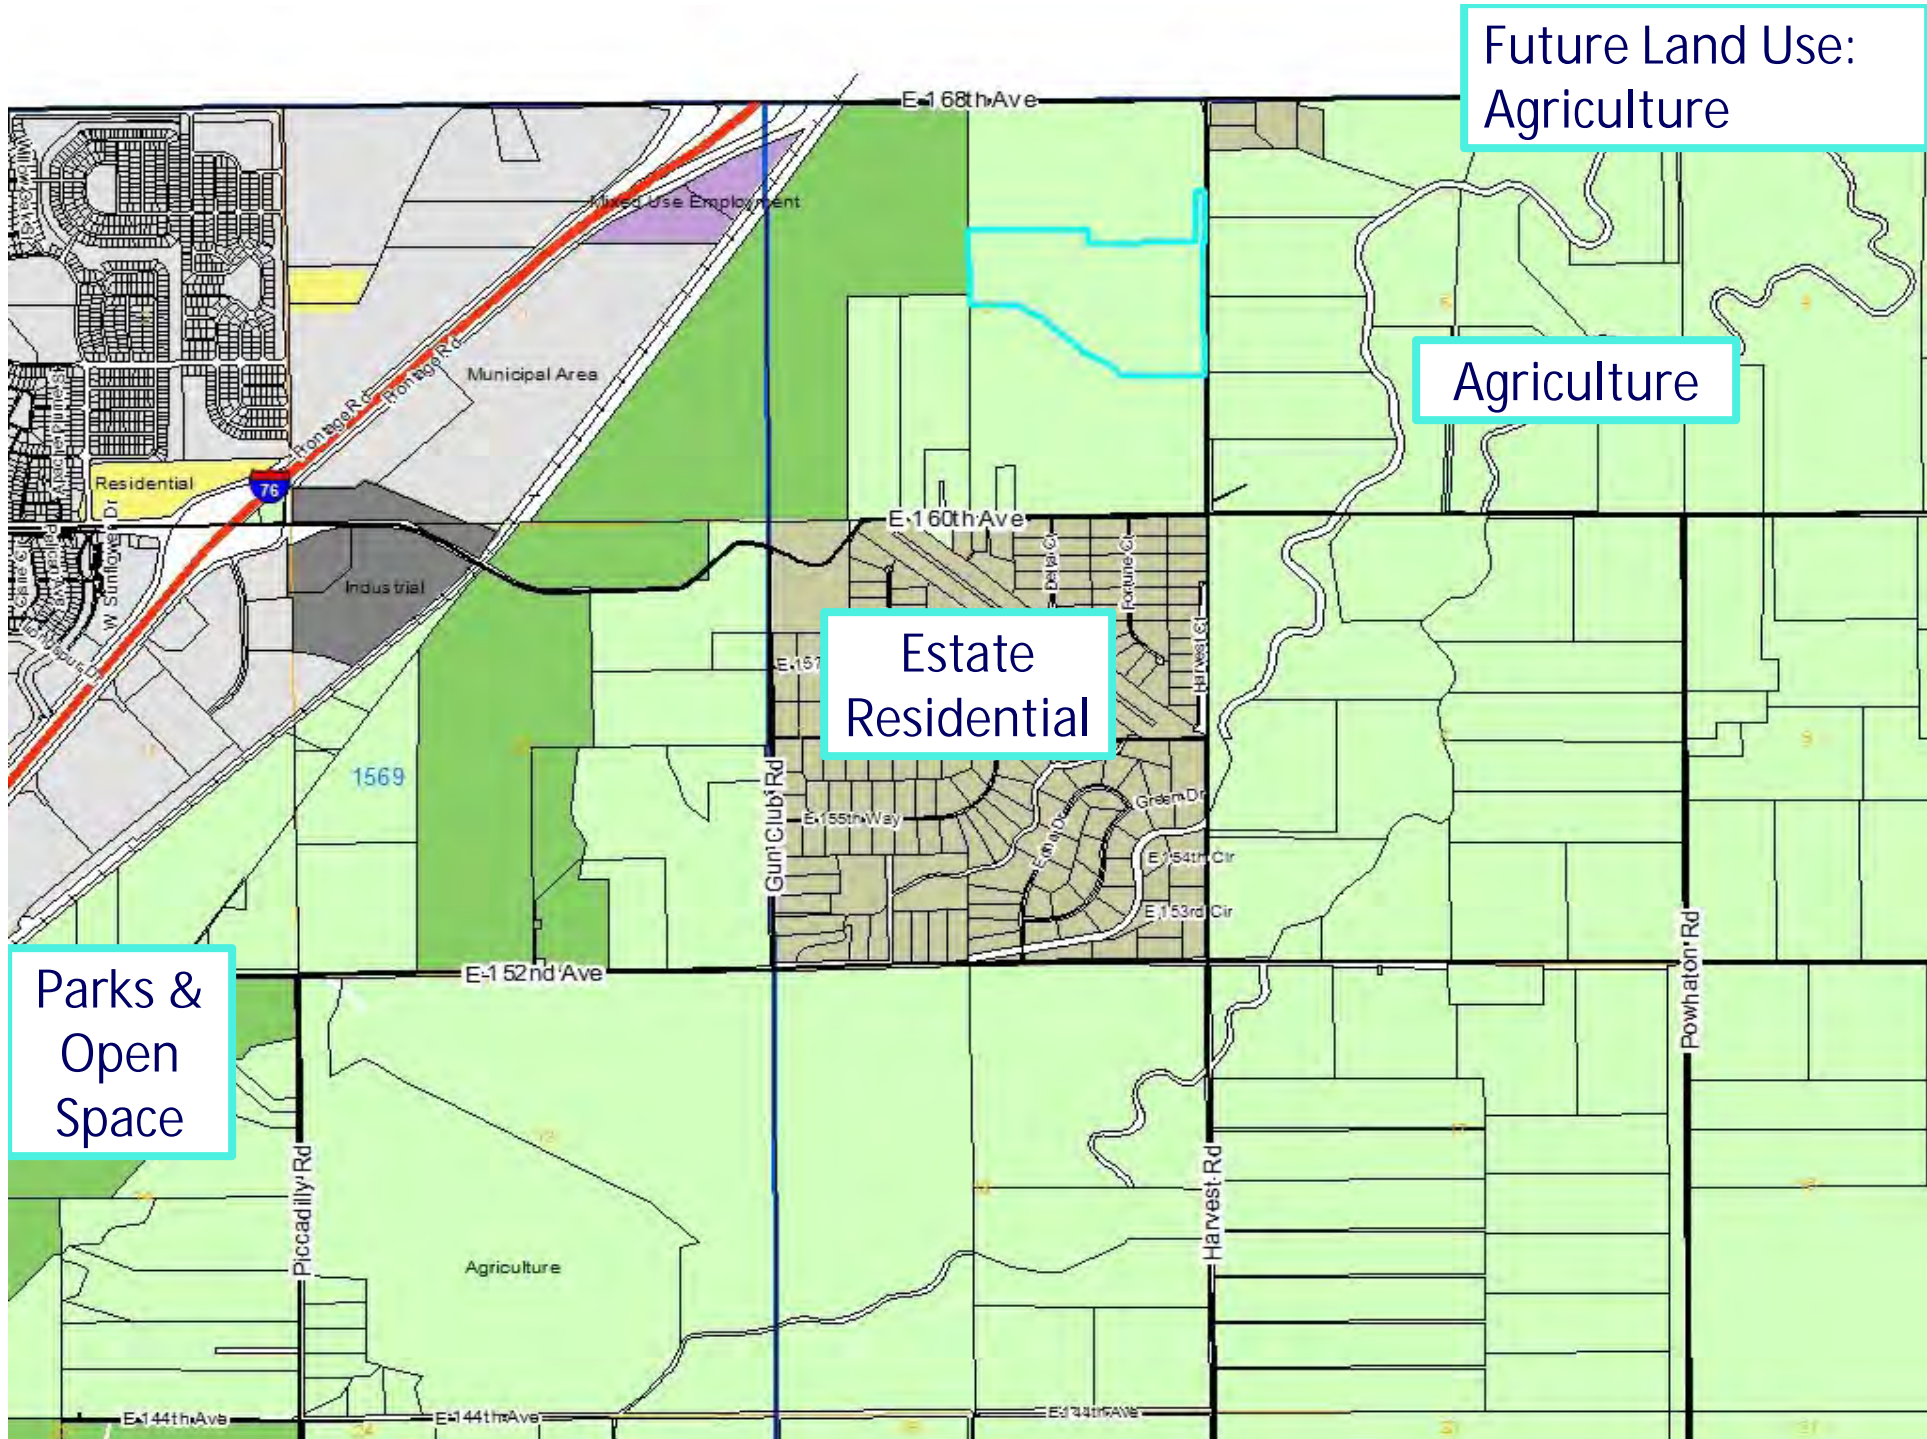 Future Land Use:
Agriculture
E 168th Ave
Mixed Use Employment
Municipal Area
Frontage Rd
Frontage Rd
Agriculture
Residential
76
W Sunflower Dr
E 160th Ave
Industrial
Delta Ct
Fortune Ct
Harvest Ct
E 157
Estate
Residential
1569
Gun Club Rd
E 155th Way
Green Dr
Edna Dr
E 154th Cir
E 153rd Cir
Powhaton Rd
Parks &
Open
Space
E 152nd Ave
Piccadilly Rd
Harvest Rd
Agriculture
E 144th Ave
E 144th Ave
E 144th Ave